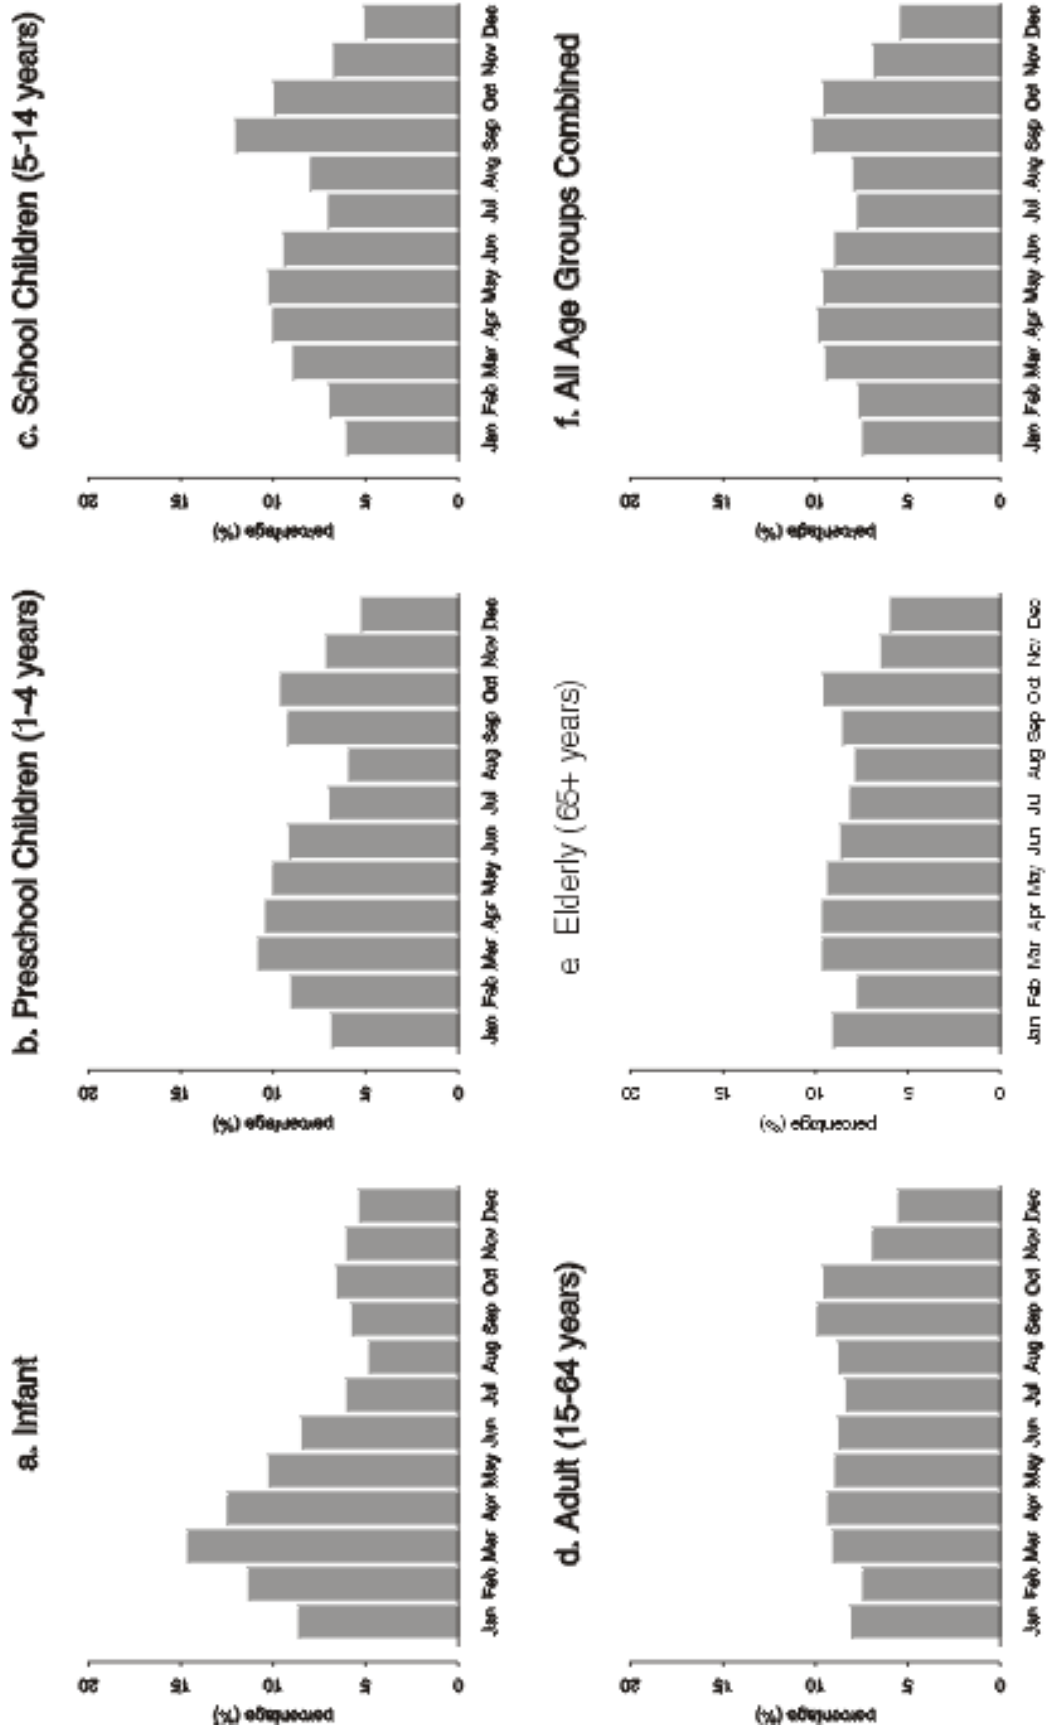 a. Infant
percentage (%)
20
15
10
5
0
Jan Feb Mar Apr May Jun Jul Aug Sep Oct Nov Dec
b. Preschool Children (1-4 years)
percentage (%)
20
15
10
5
0
Jan Feb Mar Apr May Jun Jul Aug Sep Oct Nov Dec
c. School Children (5-14 years)
percentage (%)
20
15
10
5
0
Jan Feb Mar Apr May Jun Jul Aug Sep Oct Nov Dec
d. Adult (15-64 years)
percentage (%)
20
15
10
5
0
Jan Feb Mar Apr May Jun Jul Aug Sep Oct Nov Dec
e Elderly (65+ years)
percentage (%)
20
15
10
5
0
Jan Feb Mar Apr May Jun Jul Aug Sep Oct Nov Dec
f. All Age Groups Combined
percentage (%)
20
15
10
5
0
Jan Feb Mar Apr May Jun Jul Aug Sep Oct Nov Dec